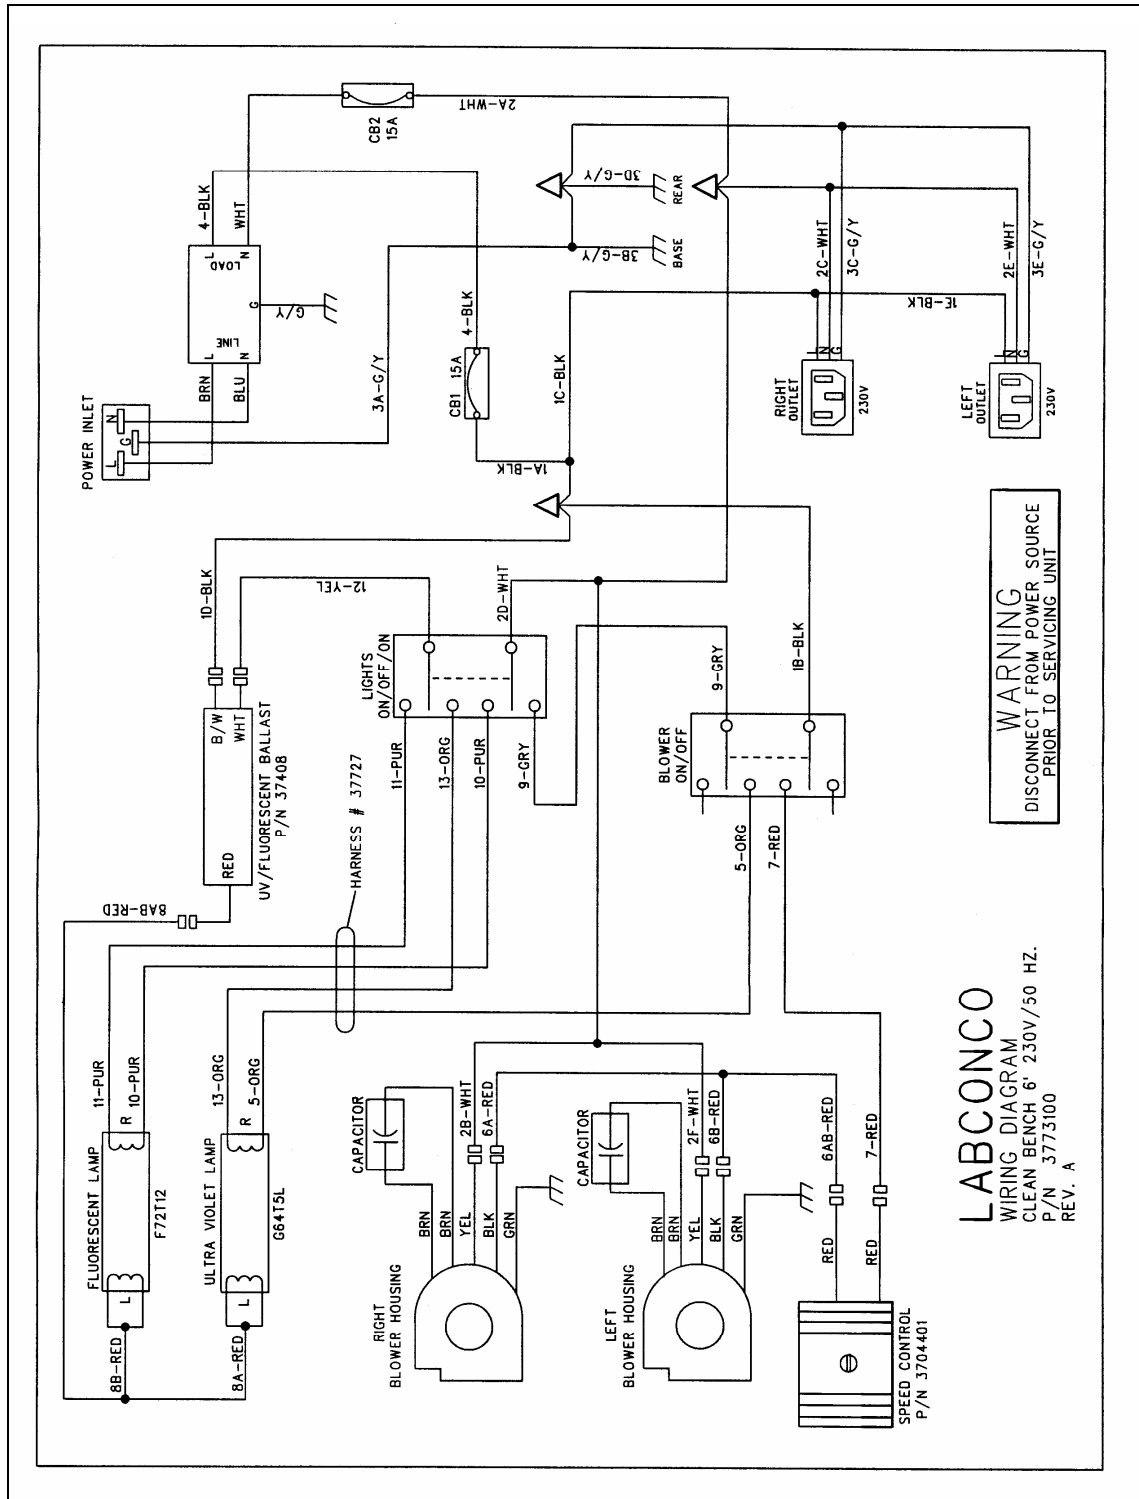 POWER INLET
L
G
N
BRN
BLU
L
N
LINE
G
G/Y
LOAD
L
N
4-BLK
WHT
CB2
15A
2A-WHT
3A-G/Y
CB1 15A
4-BLK
1A-BLK
1C-BLK
3D-G/Y
REAR
3B-G/Y
BASE
2C-WHT
3C-G/Y
2E-WHT
3E-G/Y
1E-BLK
L
N
G
RIGHT
OUTLET
230V
L
N
G
LEFT
OUTLET
230V
1D-BLK
12-YEL
2D-WHT
1B-BLK
B/W
WHT
RED
UV/FLUORESCENT BALLAST
P/N 37408
LIGHTS
ON/OFF/ON
11-PUR
13-ORG
10-PUR
9-GRY
9-GRY
BLOWER
ON/OFF
5-ORG
7-RED
8AB-RED
HARNESS # 37727
11-PUR
10-PUR
13-ORG
5-ORG
FLUORESCENT LAMP
R
L
F72T12
ULTRA VIOLET LAMP
R
L
G64T5L
8B-RED
8A-RED
CAPACITOR
2B-WHT
6A-RED
BRN
BRN
YEL
BLK
GRN
RIGHT
BLOWER HOUSING
CAPACITOR
2F-WHT
6B-RED
BRN
BRN
YEL
BLK
GRN
LEFT
BLOWER HOUSING
6AB-RED
7-RED
RED
RED
SPEED CONTROL
P/N 3704401
WARNING
DISCONNECT FROM POWER SOURCE
PRIOR TO SERVICING UNIT
LABCONCO
WIRING DIAGRAM
CLEAN BENCH 6' 230V/50 HZ.
P/N 3773100
REV. A